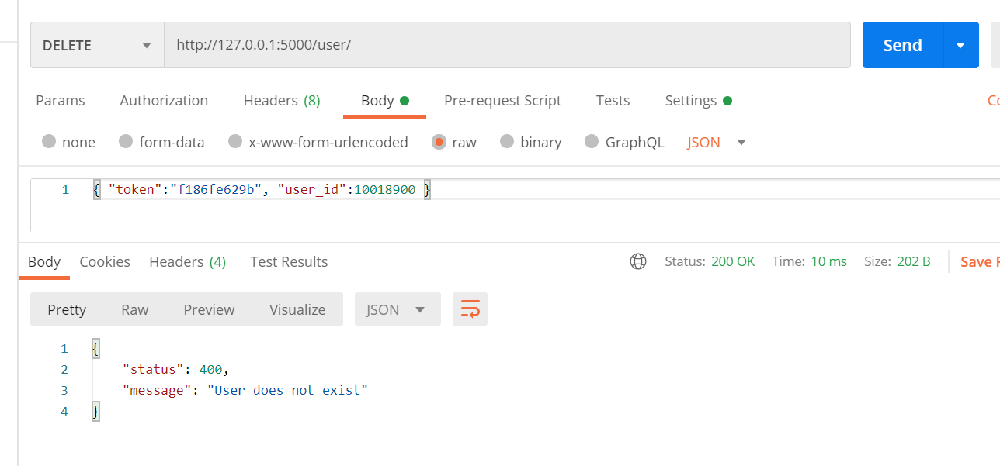 DELETE http://127.0.0.1:5000/user/ Send
Params Authorization Headers (8) Body Pre-request Script Tests Settings Co
none form-data x-www-form-urlencoded raw binary GraphQL JSON
1 { "token":"f186fe629b", "user_id":10018900 }
Body Cookies Headers (4) Test Results Status: 200 OK Time: 10 ms Size: 202 B Save
Pretty Raw Preview Visualize JSON
1 {
2 "status": 400,
3 "message": "User does not exist"
4 }